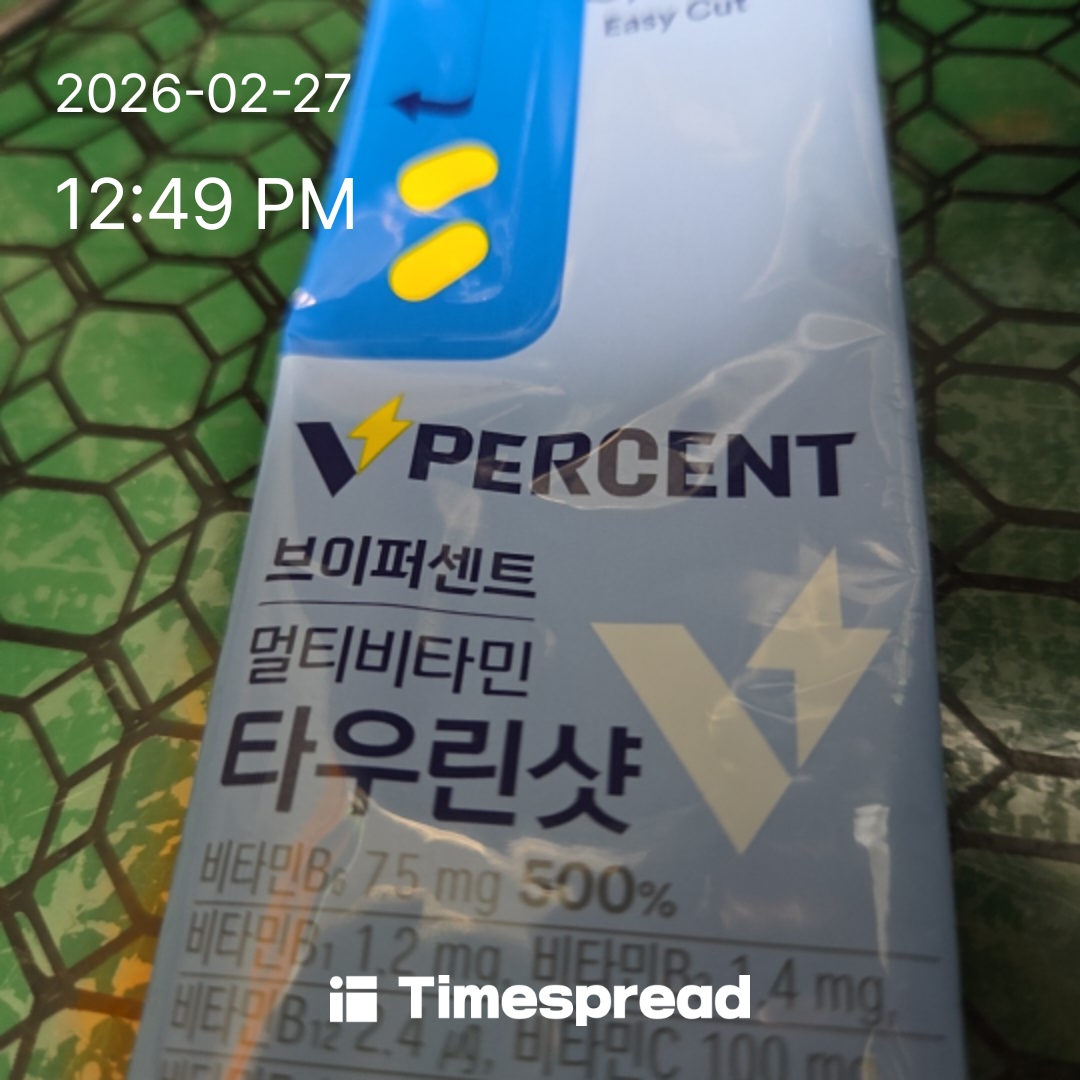 2026-02-27
12:49 PM
Easy Cut
V PERCENT
브이퍼센트
멀티비타민
타우린샷
비타민B₆ 7.5 mg 500%
비타민B₁ 1.2 mg, 비타민B₂ 1.4 mg,
Timespread
비타민B₁₂ 2.4 ㎍, 비타민C 100 mg